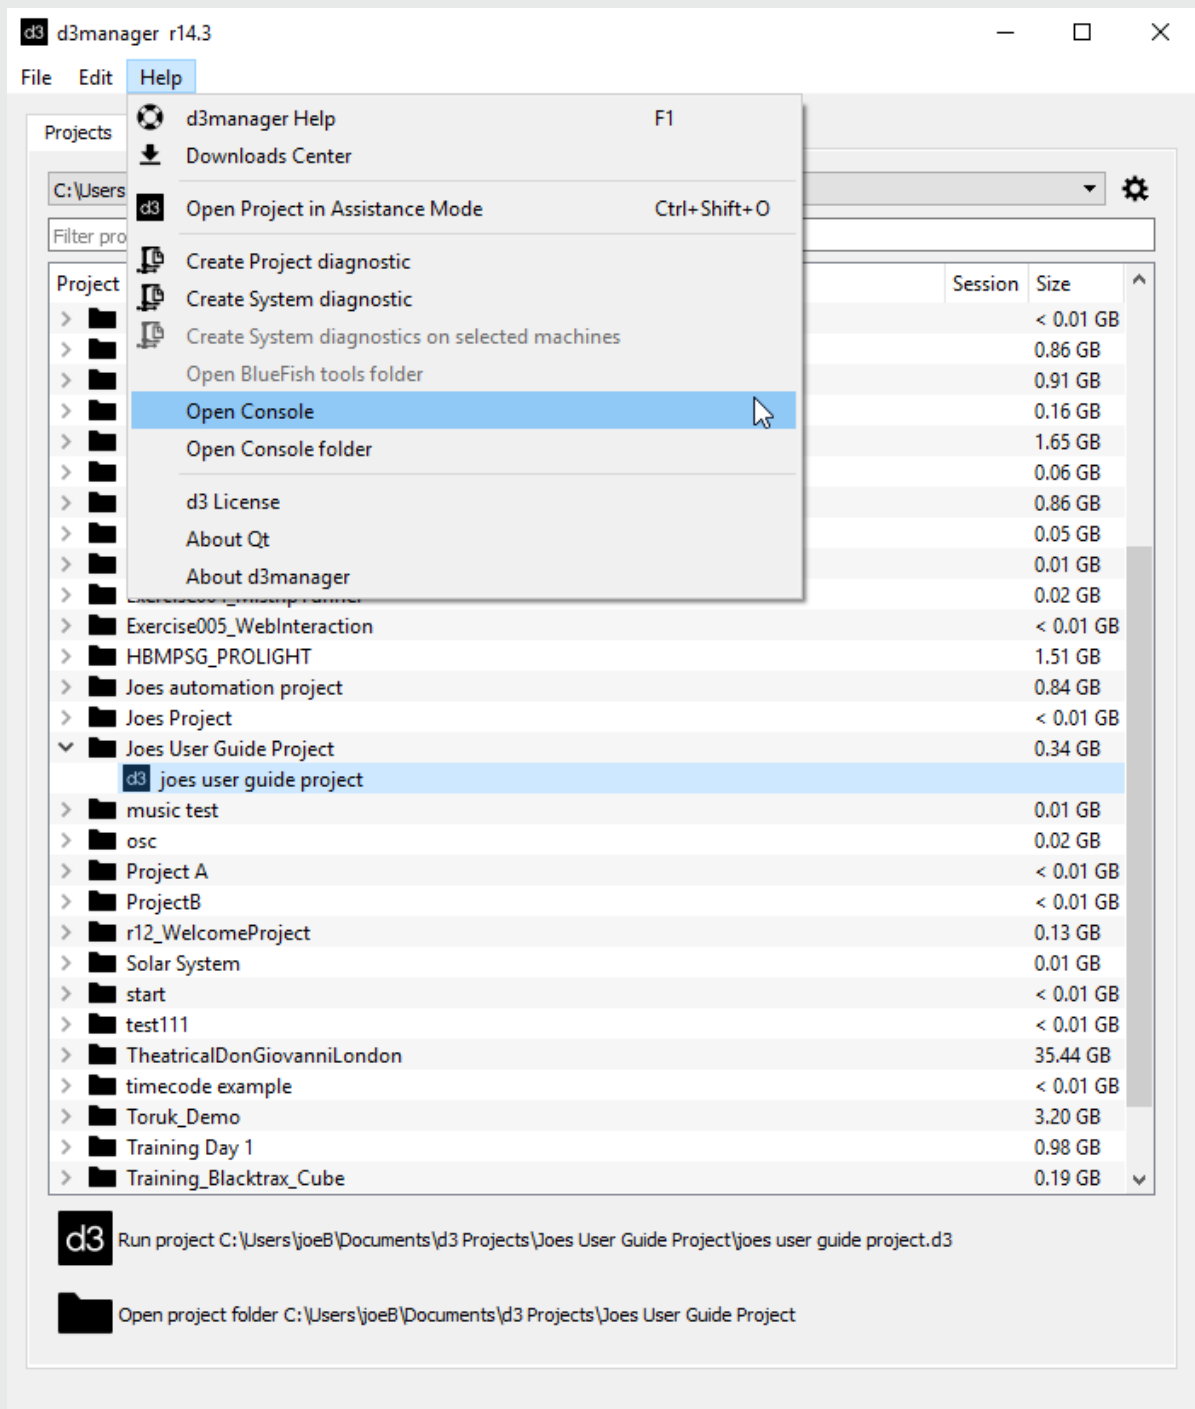 d3 d3manager r14.3
File Edit Help
Projects
d3manager Help F1
Downloads Center
C:\Users
d3 Open Project in Assistance Mode Ctrl+Shift+O
Filter pro
Create Project diagnostic
Project Session Size
Create System diagnostic
< 0.01 GB
Create System diagnostics on selected machines
0.86 GB
Open BlueFish tools folder
0.91 GB
Open Console 0.16 GB
Open Console folder 1.65 GB
0.06 GB
d3 License 0.86 GB
About Qt 0.05 GB
0.01 GB
About d3manager
0.02 GB
Exercise005_WebInteraction < 0.01 GB
HBMPSG_PROLIGHT 1.51 GB
Joes automation project 0.84 GB
Joes Project < 0.01 GB
Joes User Guide Project 0.34 GB
d3 joes user guide project
music test 0.01 GB
osc 0.02 GB
Project A < 0.01 GB
ProjectB < 0.01 GB
r12_WelcomeProject 0.13 GB
Solar System 0.01 GB
start < 0.01 GB
test111 < 0.01 GB
TheatricalDonGiovanniLondon 35.44 GB
timecode example < 0.01 GB
Toruk_Demo 3.20 GB
Training Day 1 0.98 GB
Training_Blacktrax_Cube 0.19 GB
d3 Run project C:\Users\joeB\Documents\d3 Projects\Joes User Guide Project\joes user guide project.d3
Open project folder C:\Users\joeB\Documents\d3 Projects\Joes User Guide Project